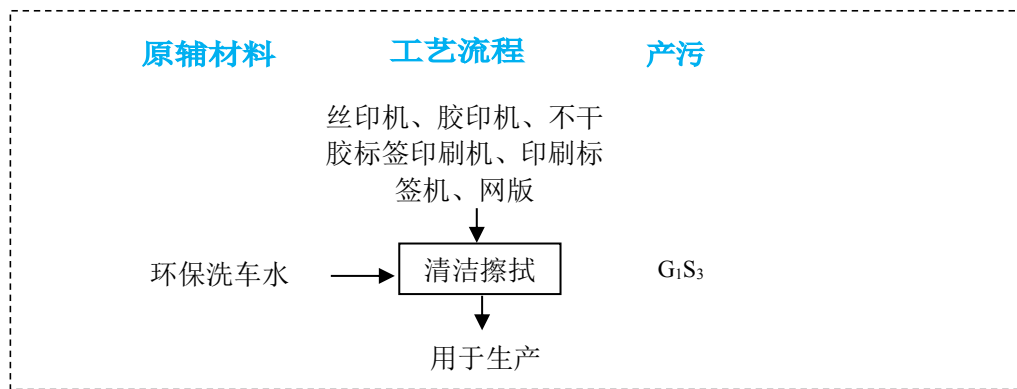 原辅材料 工艺流程 产污
丝印机、胶印机、不干
胶标签印刷机、印刷标
签机、网版
环保洗车水 清洁擦拭 G₁S₃
用于生产